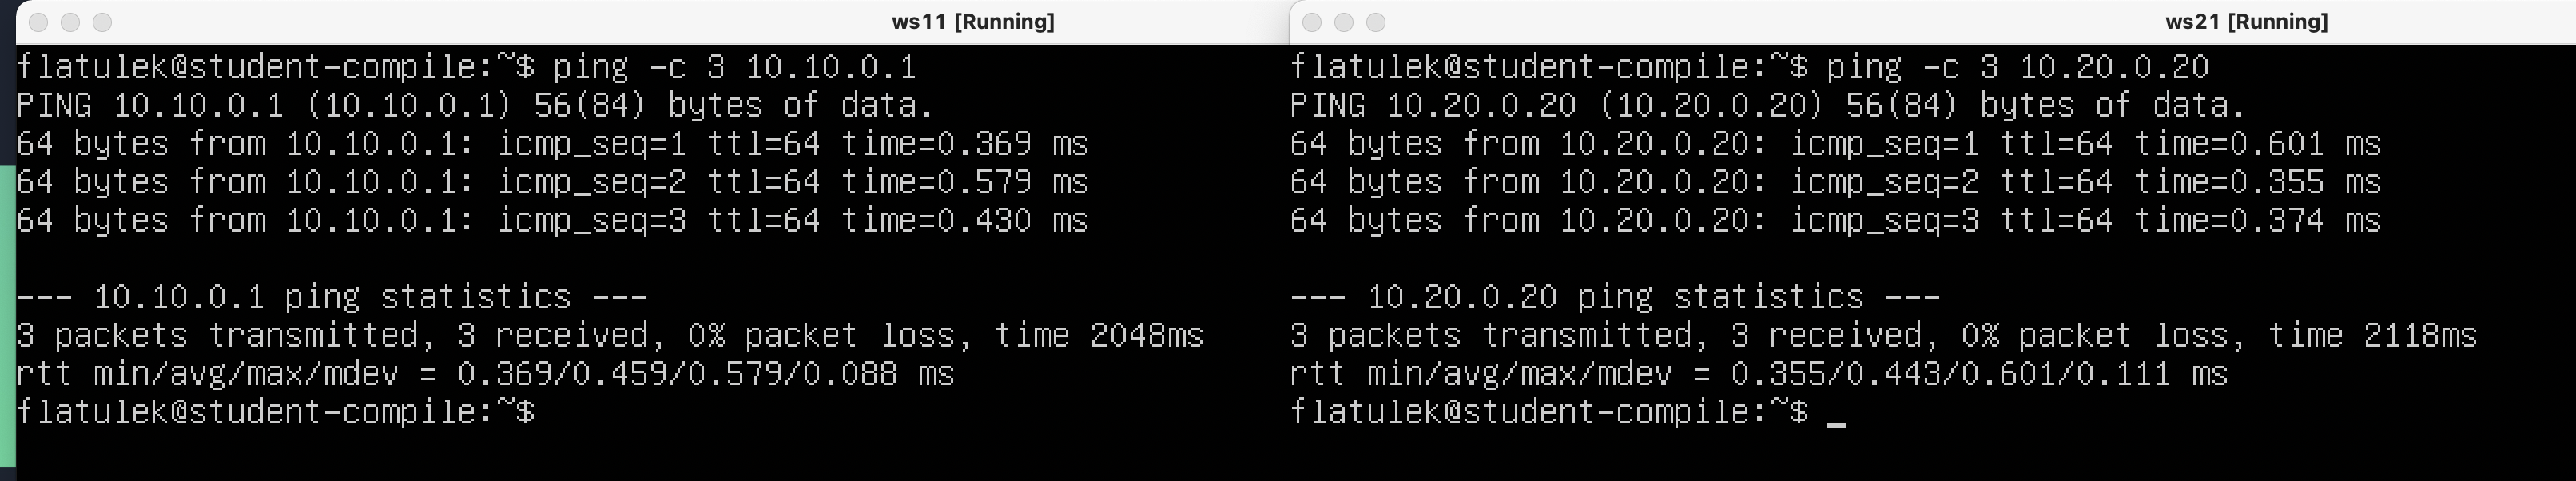 ws11 [Running]
flatulek@student-compile:~$ ping -c 3 10.10.0.1
PING 10.10.0.1 (10.10.0.1) 56(84) bytes of data.
64 bytes from 10.10.0.1: icmp_seq=1 ttl=64 time=0.369 ms
64 bytes from 10.10.0.1: icmp_seq=2 ttl=64 time=0.579 ms
64 bytes from 10.10.0.1: icmp_seq=3 ttl=64 time=0.430 ms
--- 10.10.0.1 ping statistics ---
3 packets transmitted, 3 received, 0% packet loss, time 2048ms
rtt min/avg/max/mdev = 0.369/0.459/0.579/0.088 ms
flatulek@student-compile:~$
ws21 [Running]
flatulek@student-compile:~$ ping -c 3 10.20.0.20
PING 10.20.0.20 (10.20.0.20) 56(84) bytes of data.
64 bytes from 10.20.0.20: icmp_seq=1 ttl=64 time=0.601 ms
64 bytes from 10.20.0.20: icmp_seq=2 ttl=64 time=0.355 ms
64 bytes from 10.20.0.20: icmp_seq=3 ttl=64 time=0.374 ms
--- 10.20.0.20 ping statistics ---
3 packets transmitted, 3 received, 0% packet loss, time 2118ms
rtt min/avg/max/mdev = 0.355/0.443/0.601/0.111 ms
flatulek@student-compile:~$ _